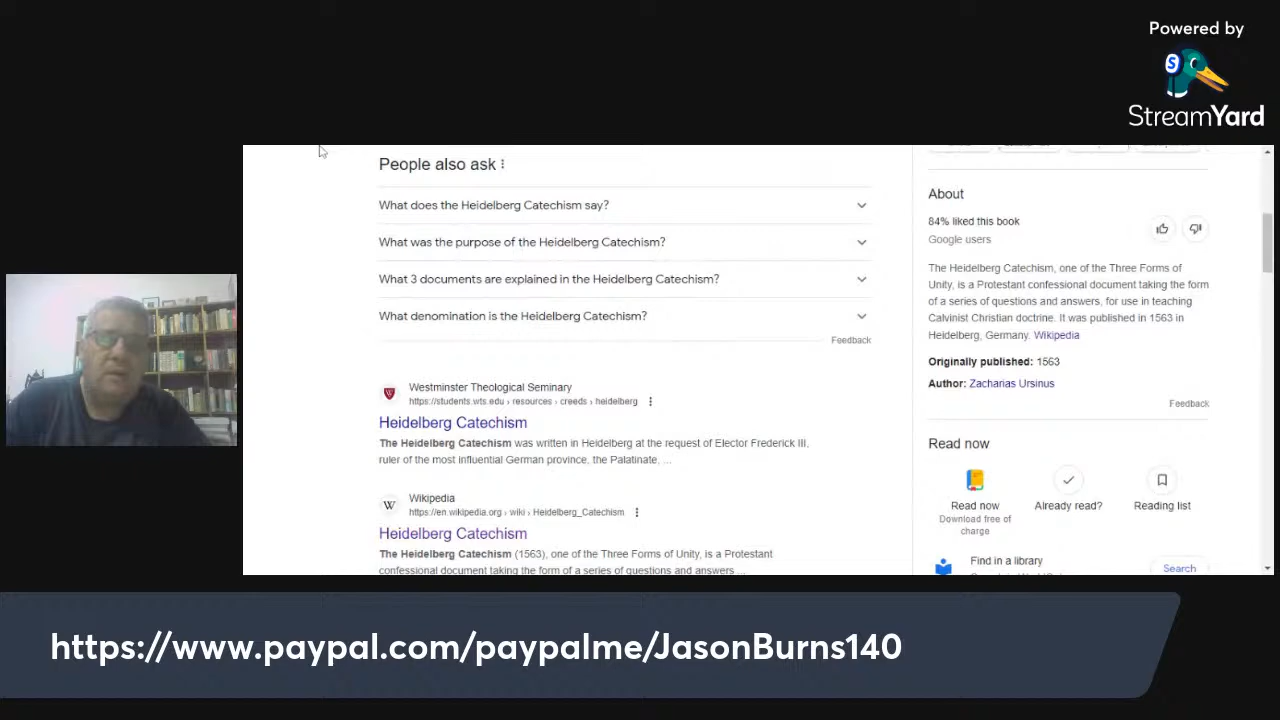 Powered by
StreamYard
People also ask
What does the Heidelberg Catechism say?
What was the purpose of the Heidelberg Catechism?
What 3 documents are explained in the Heidelberg Catechism?
What denomination is the Heidelberg Catechism?
Feedback
Westminster Theological Seminary
https://students.wts.edu › resources › creeds › heidelberg
Heidelberg Catechism
The Heidelberg Catechism was written in Heidelberg at the request of Elector Frederick III,
ruler of the most influential German province, the Palatinate, ...
W
Wikipedia
https://en.wikipedia.org › wiki › Heidelberg_Catechism
Heidelberg Catechism
The Heidelberg Catechism (1563), one of the Three Forms of Unity, is a Protestant
confessional document taking the form of a series of questions and answers ...
About
84% liked this book
Google users
The Heidelberg Catechism, one of the Three Forms of
Unity, is a Protestant confessional document taking the form
of a series of questions and answers, for use in teaching
Calvinist Christian doctrine. It was published in 1563 in
Heidelberg, Germany. Wikipedia
Originally published: 1563
Author: Zacharias Ursinus
Feedback
Read now
Read now
Download free of
charge
Already read?
Reading list
Find in a library
Search
https://www.paypal.com/paypalme/JasonBurns140